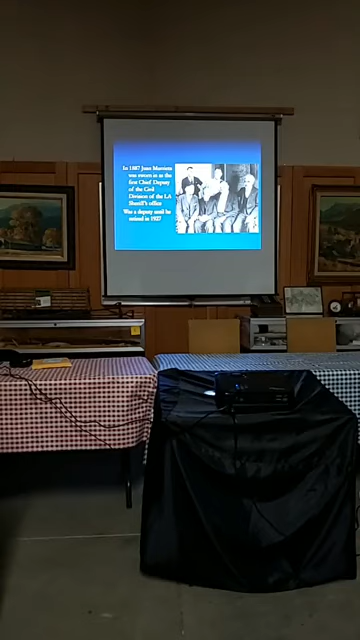 In 1887 Juan Murrieta
was sworn in as the
first Chief Deputy
of the Civil
Division of the LA
Sheriff's office
Was a deputy until he
retired in 1927